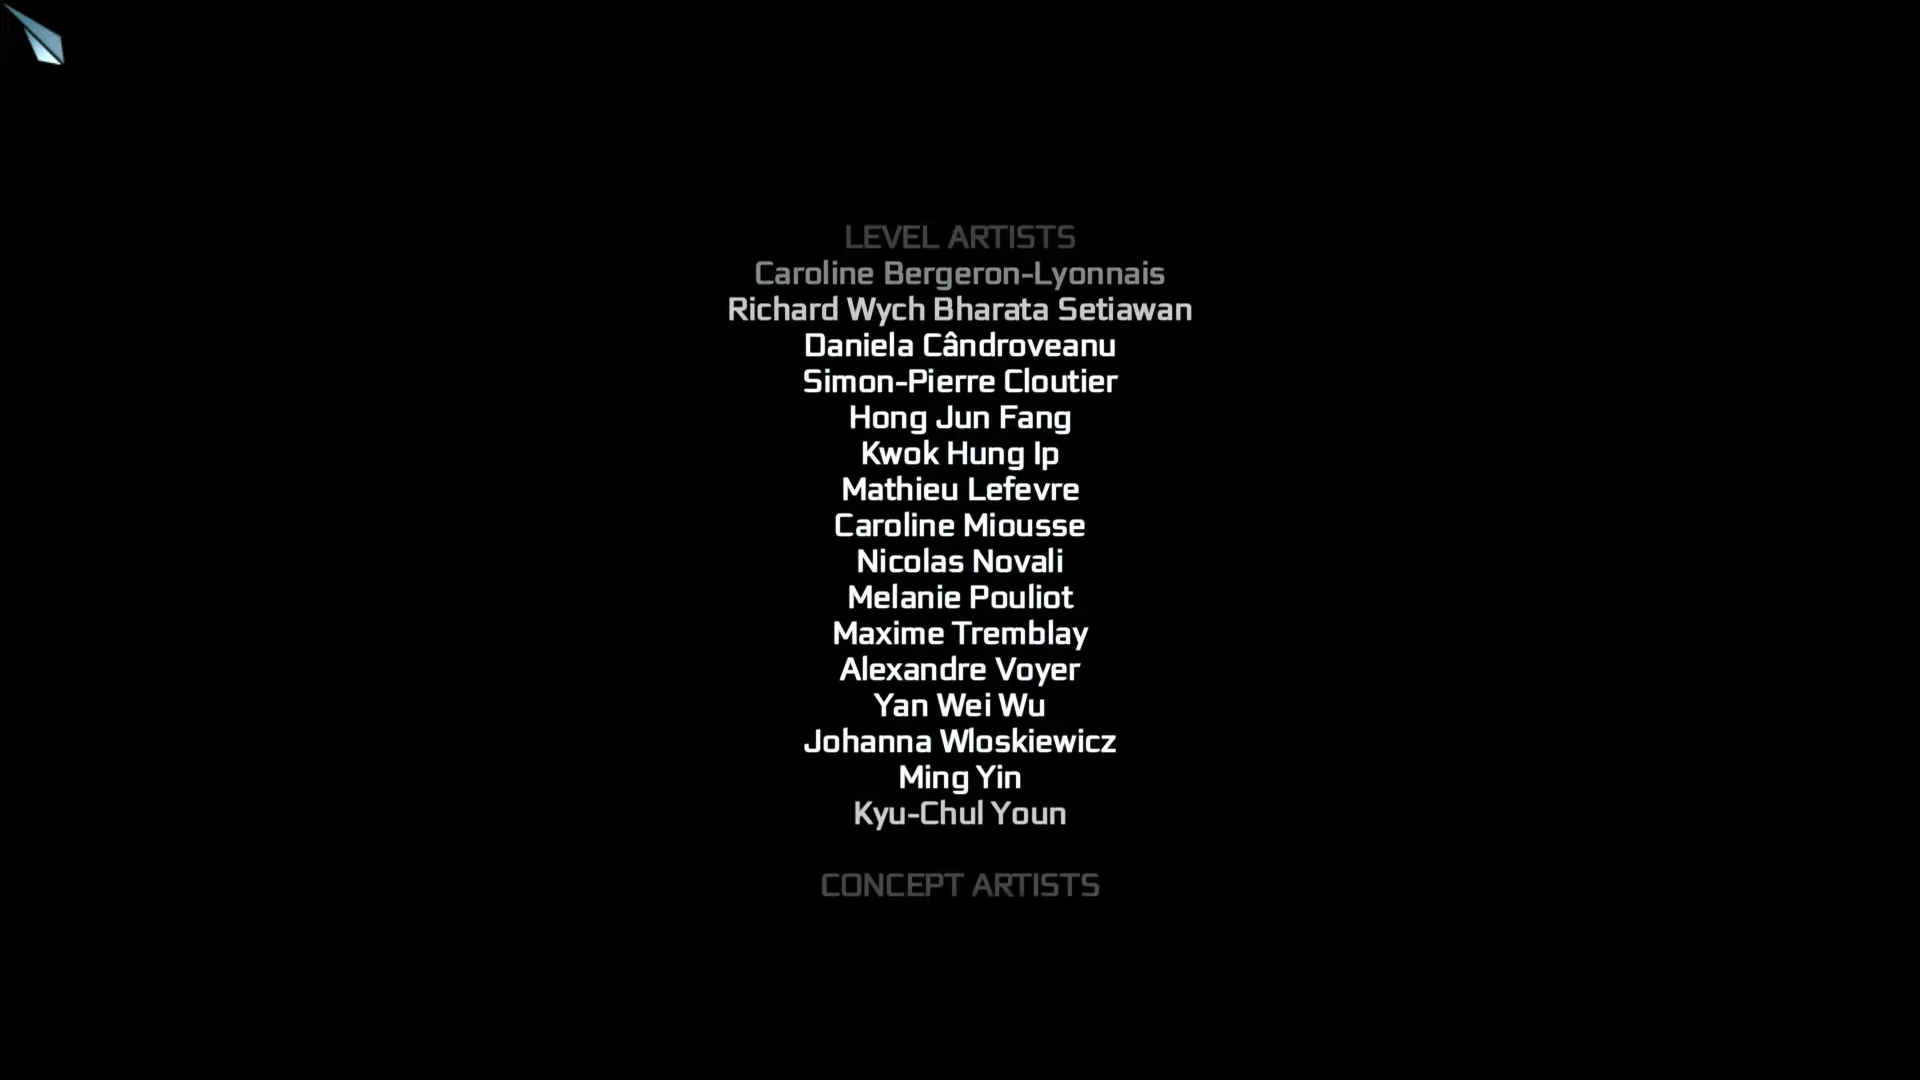 LEVEL ARTISTS
Caroline Bergeron-Lyonnais
Richard Wych Bharata Setiawan
Daniela Cândroveanu
Simon-Pierre Cloutier
Hong Jun Fang
Kwok Hung Ip
Mathieu Lefevre
Caroline Miousse
Nicolas Novali
Melanie Pouliot
Maxime Tremblay
Alexandre Voyer
Yan Wei Wu
Johanna Wloskiewicz
Ming Yin
Kyu-Chul Youn
CONCEPT ARTISTS